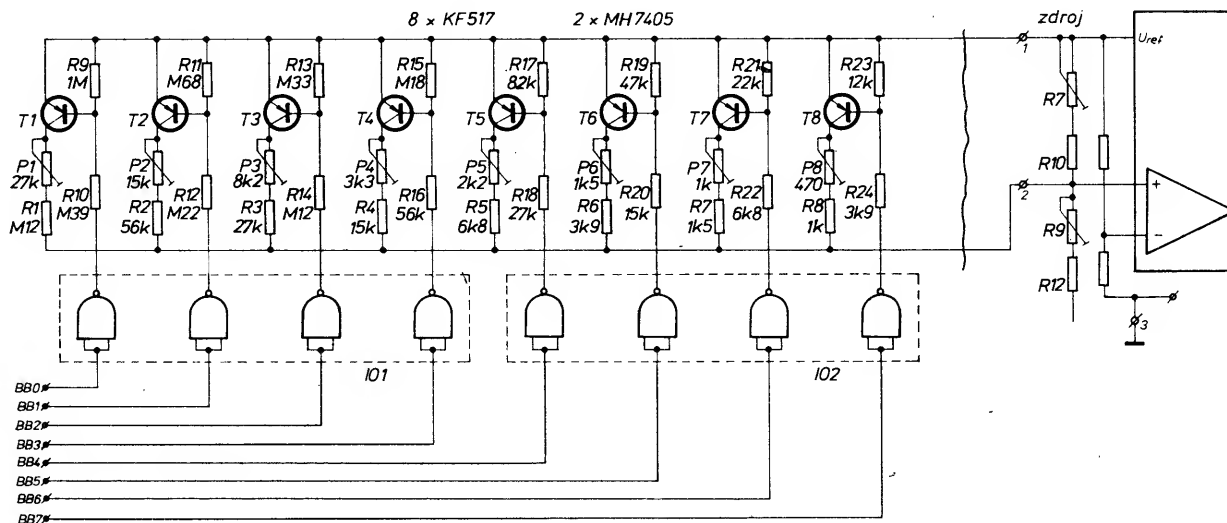 8 x KF517 2 x MH7405 zdroj
1 Uref
R9 R11 R13 R15 R17 R19 R21 R23
1M M68 M33 M18 82k 47k 22k 12k
R7
T1 T2 T3 T4 T5 T6 T7 T8
P1 P2 P3 P4 P5 P6 P7 P8
27k 15k 8k2 3k3 2k2 1k5 1k 470
R10 R12 R14 R16 R18 R20 R22 R24
M39 M22 M12 56k 27k 15k 6k8 3k9
R1 R2 R3 R4 R5 R6 R7 R8
M12 56k 27k 15k 6k8 3k9 1k5 1k
R10
2 +
R9 −
R12
3
IO1 IO2
BB0
BB1
BB2
BB3
BB4
BB5
BB6
BB7